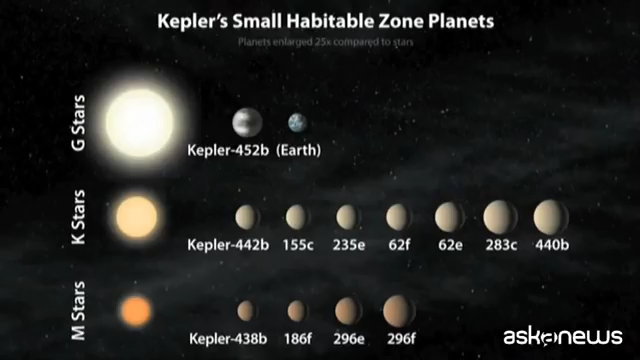 Kepler's Small Habitable Zone Planets
Planets enlarged 25x compared to stars
G Stars
Kepler-452b (Earth)
K Stars
Kepler-442b 155c 235e 62f 62e 283c 440b
M Stars
Kepler-438b 186f 296e 296f
askanews